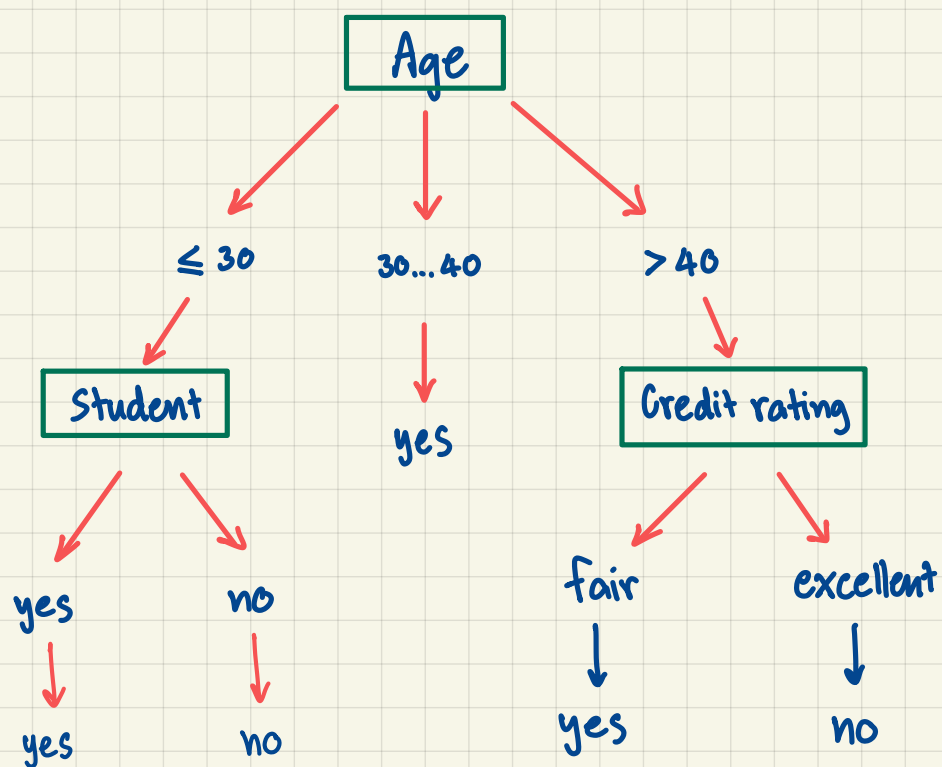 Age
≤ 30 30...40 > 40
Student yes Credit rating
yes no fair excellent
yes no yes no